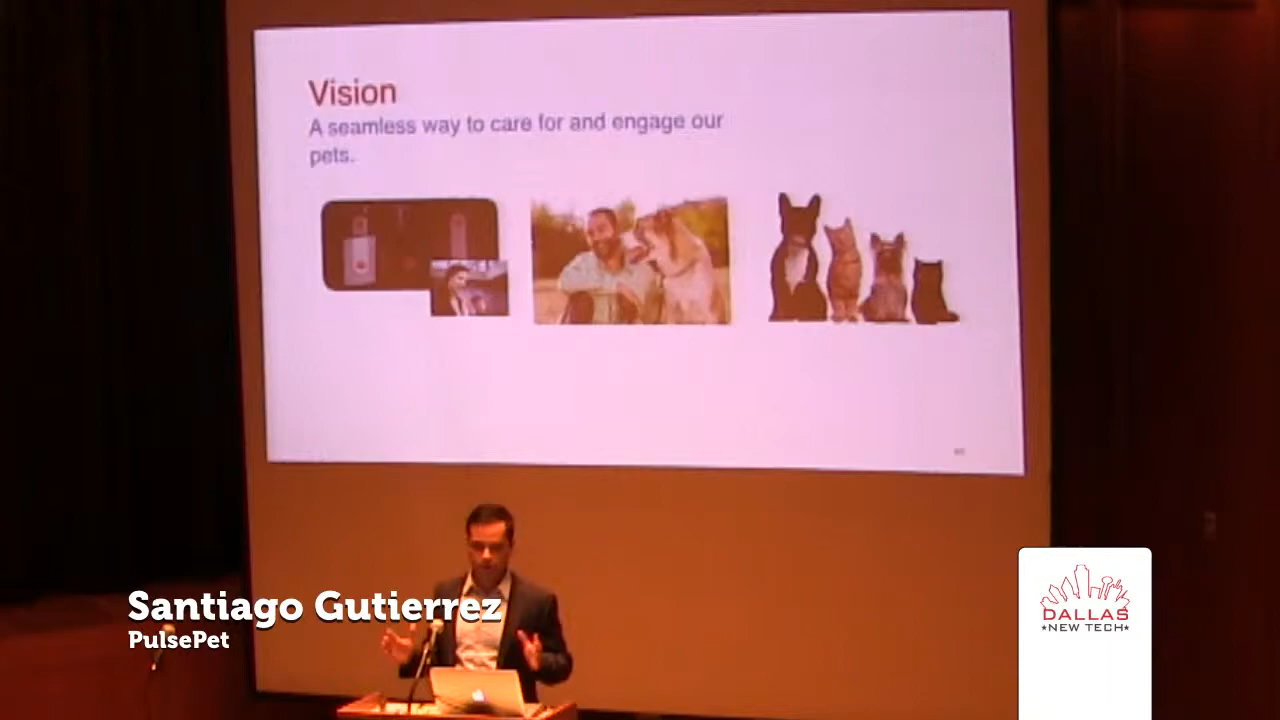 Vision
A seamless way to care for and engage our
pets.
Santiago Gutierrez
PulsePet
DALLAS
★NEW TECH★